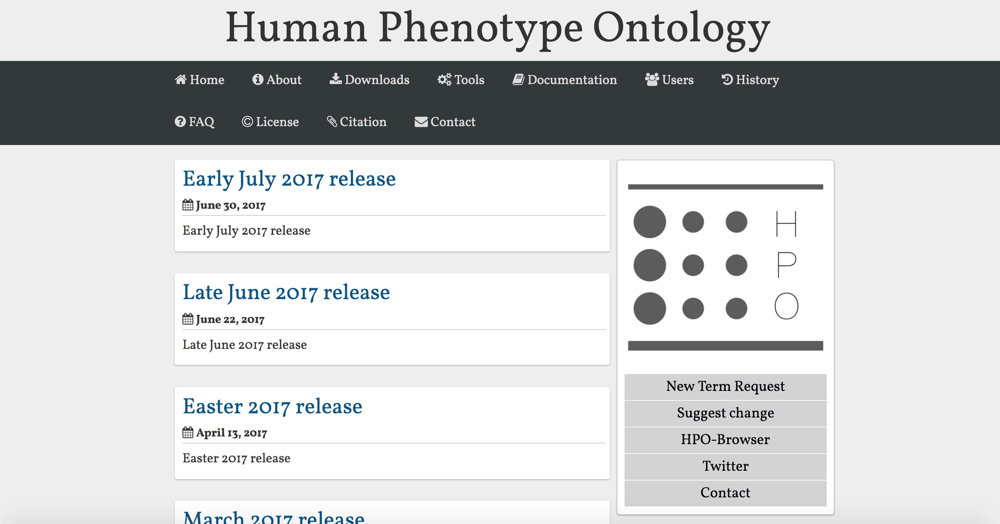 Human Phenotype Ontology
Home About Downloads Tools Documentation Users History
FAQ License Citation Contact
Early July 2017 release
June 30, 2017
Early July 2017 release
Late June 2017 release
June 22, 2017
Late June 2017 release
Easter 2017 release
April 13, 2017
Easter 2017 release
March 2017 release
H
P
O
New Term Request
Suggest change
HPO-Browser
Twitter
Contact